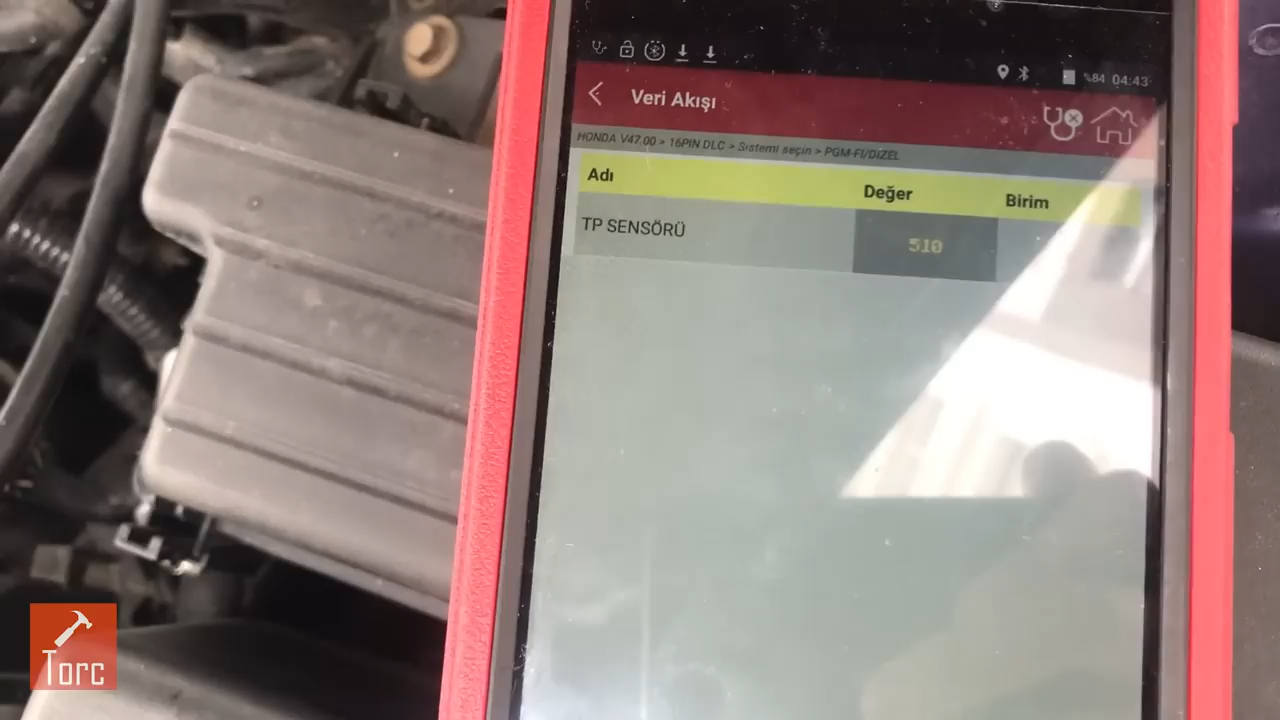 %84 04:43
Veri Akışı
HONDA V47.00 > 16PIN DLC > Sistemi seçin > PGM-FI/DIZEL
Adı Değer Birim
TP SENSÖRÜ 510
Torc